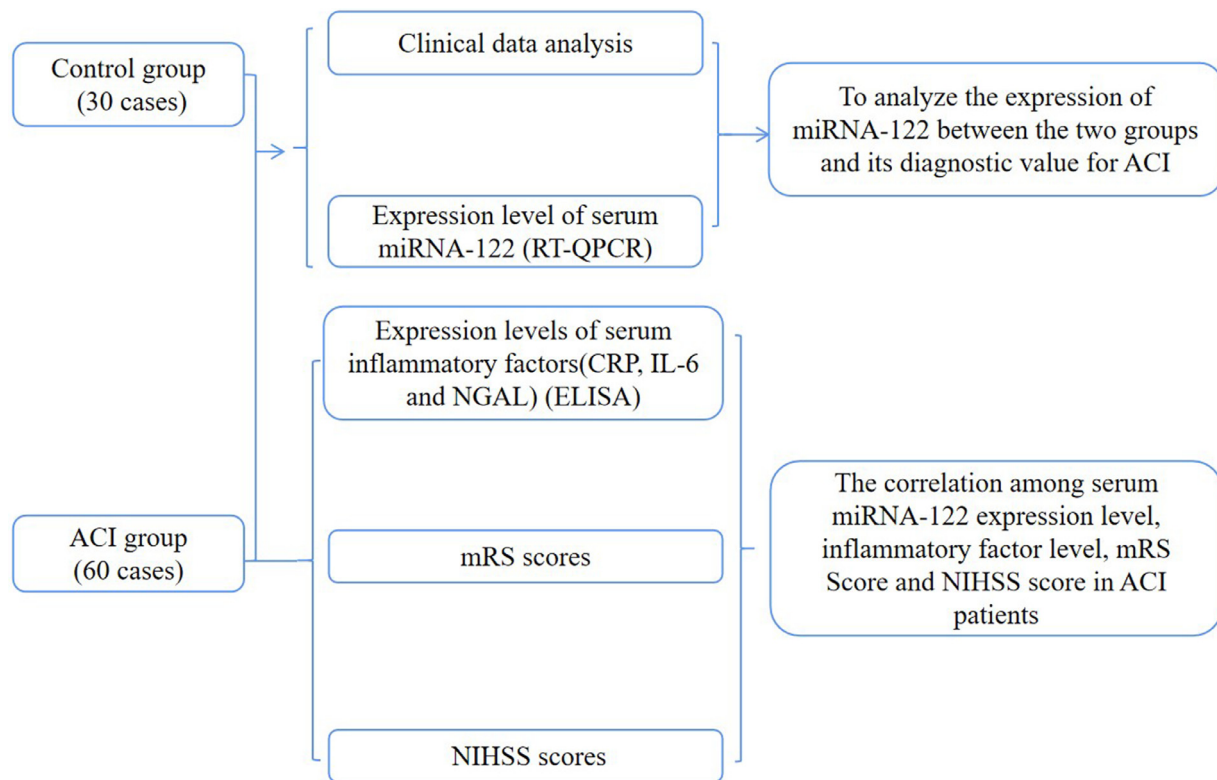 Control group
(30 cases)
Clinical data analysis
Expression level of serum
miRNA-122 (RT-QPCR)
To analyze the expression of
miRNA-122 between the two groups
and its diagnostic value for ACI
ACI group
(60 cases)
Expression levels of serum
inflammatory factors(CRP, IL-6
and NGAL) (ELISA)
mRS scores
NIHSS scores
The correlation among serum
miRNA-122 expression level,
inflammatory factor level, mRS
Score and NIHSS score in ACI
patients